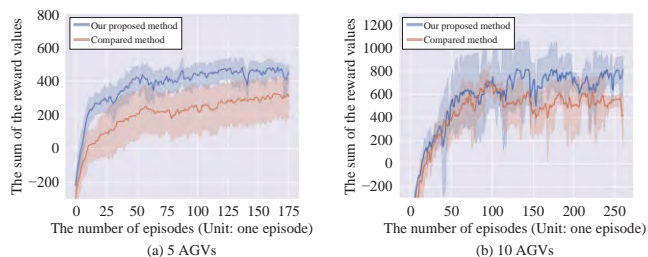 800
600
400
200
0
−200
Our proposed method
Compared method
The sum of the reward values
0 25 50 75 100 125 150 175
The number of episodes (Unit: one episode)
(a) 5 AGVs
1200
1000
800
600
400
200
0
−200
Our proposed method
Compared method
The sum of the reward values
0 50 100 150 200 250
The number of episodes (Unit: one episode)
(b) 10 AGVs